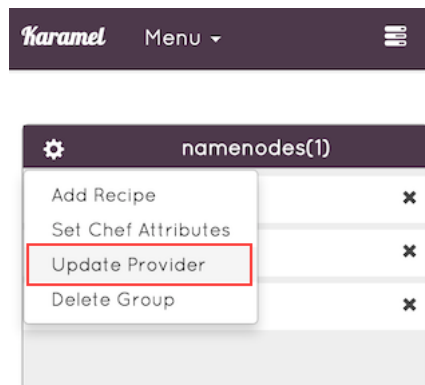 Karamel Menu
namenodes(1)
Add Recipe
Set Chef Attributes
Update Provider
Delete Group